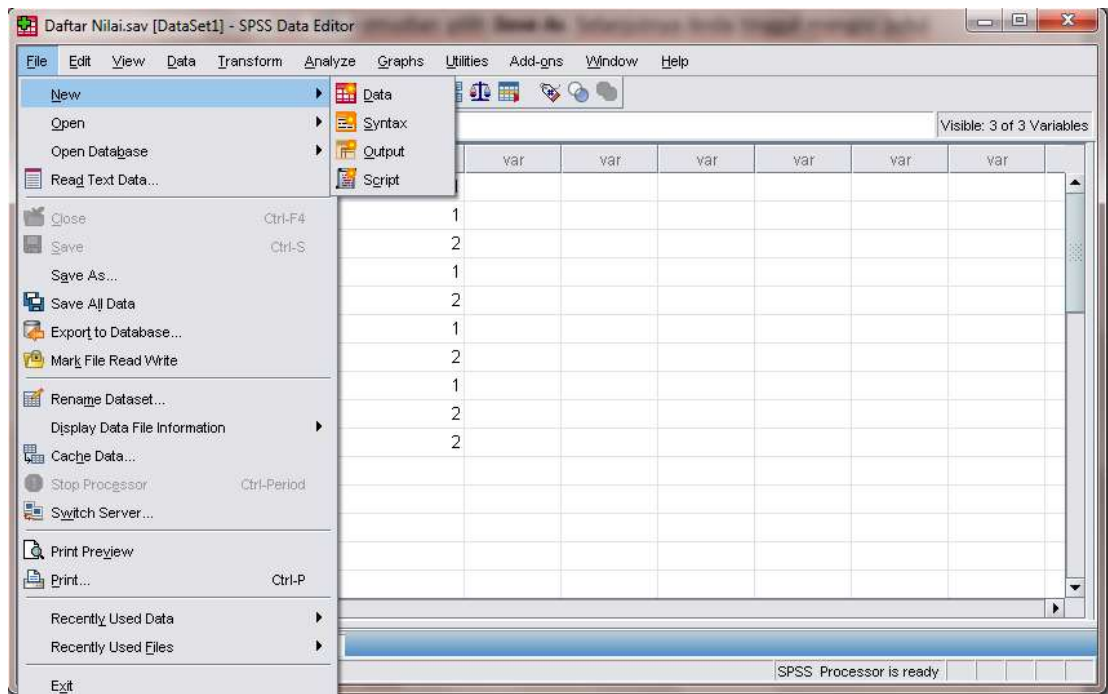 Daftar Nilai.sav [DataSet1] - SPSS Data Editor
File Edit View Data Transform Analyze Graphs Utilities Add-ons Window Help
New
Data
Syntax
Output
Script
Open
Open Database
Read Text Data...
Close Ctrl-F4
Save Ctrl-S
Save As...
Save All Data
Export to Database...
Mark File Read Write
Rename Dataset...
Display Data File Information
Cache Data...
Stop Processor Ctrl-Period
Switch Server...
Print Preview
Print... Ctrl-P
Recently Used Data
Recently Used Files
Exit
Visible: 3 of 3 Variables
var var var var var var
1
2
1
2
1
2
1
2
2
SPSS Processor is ready